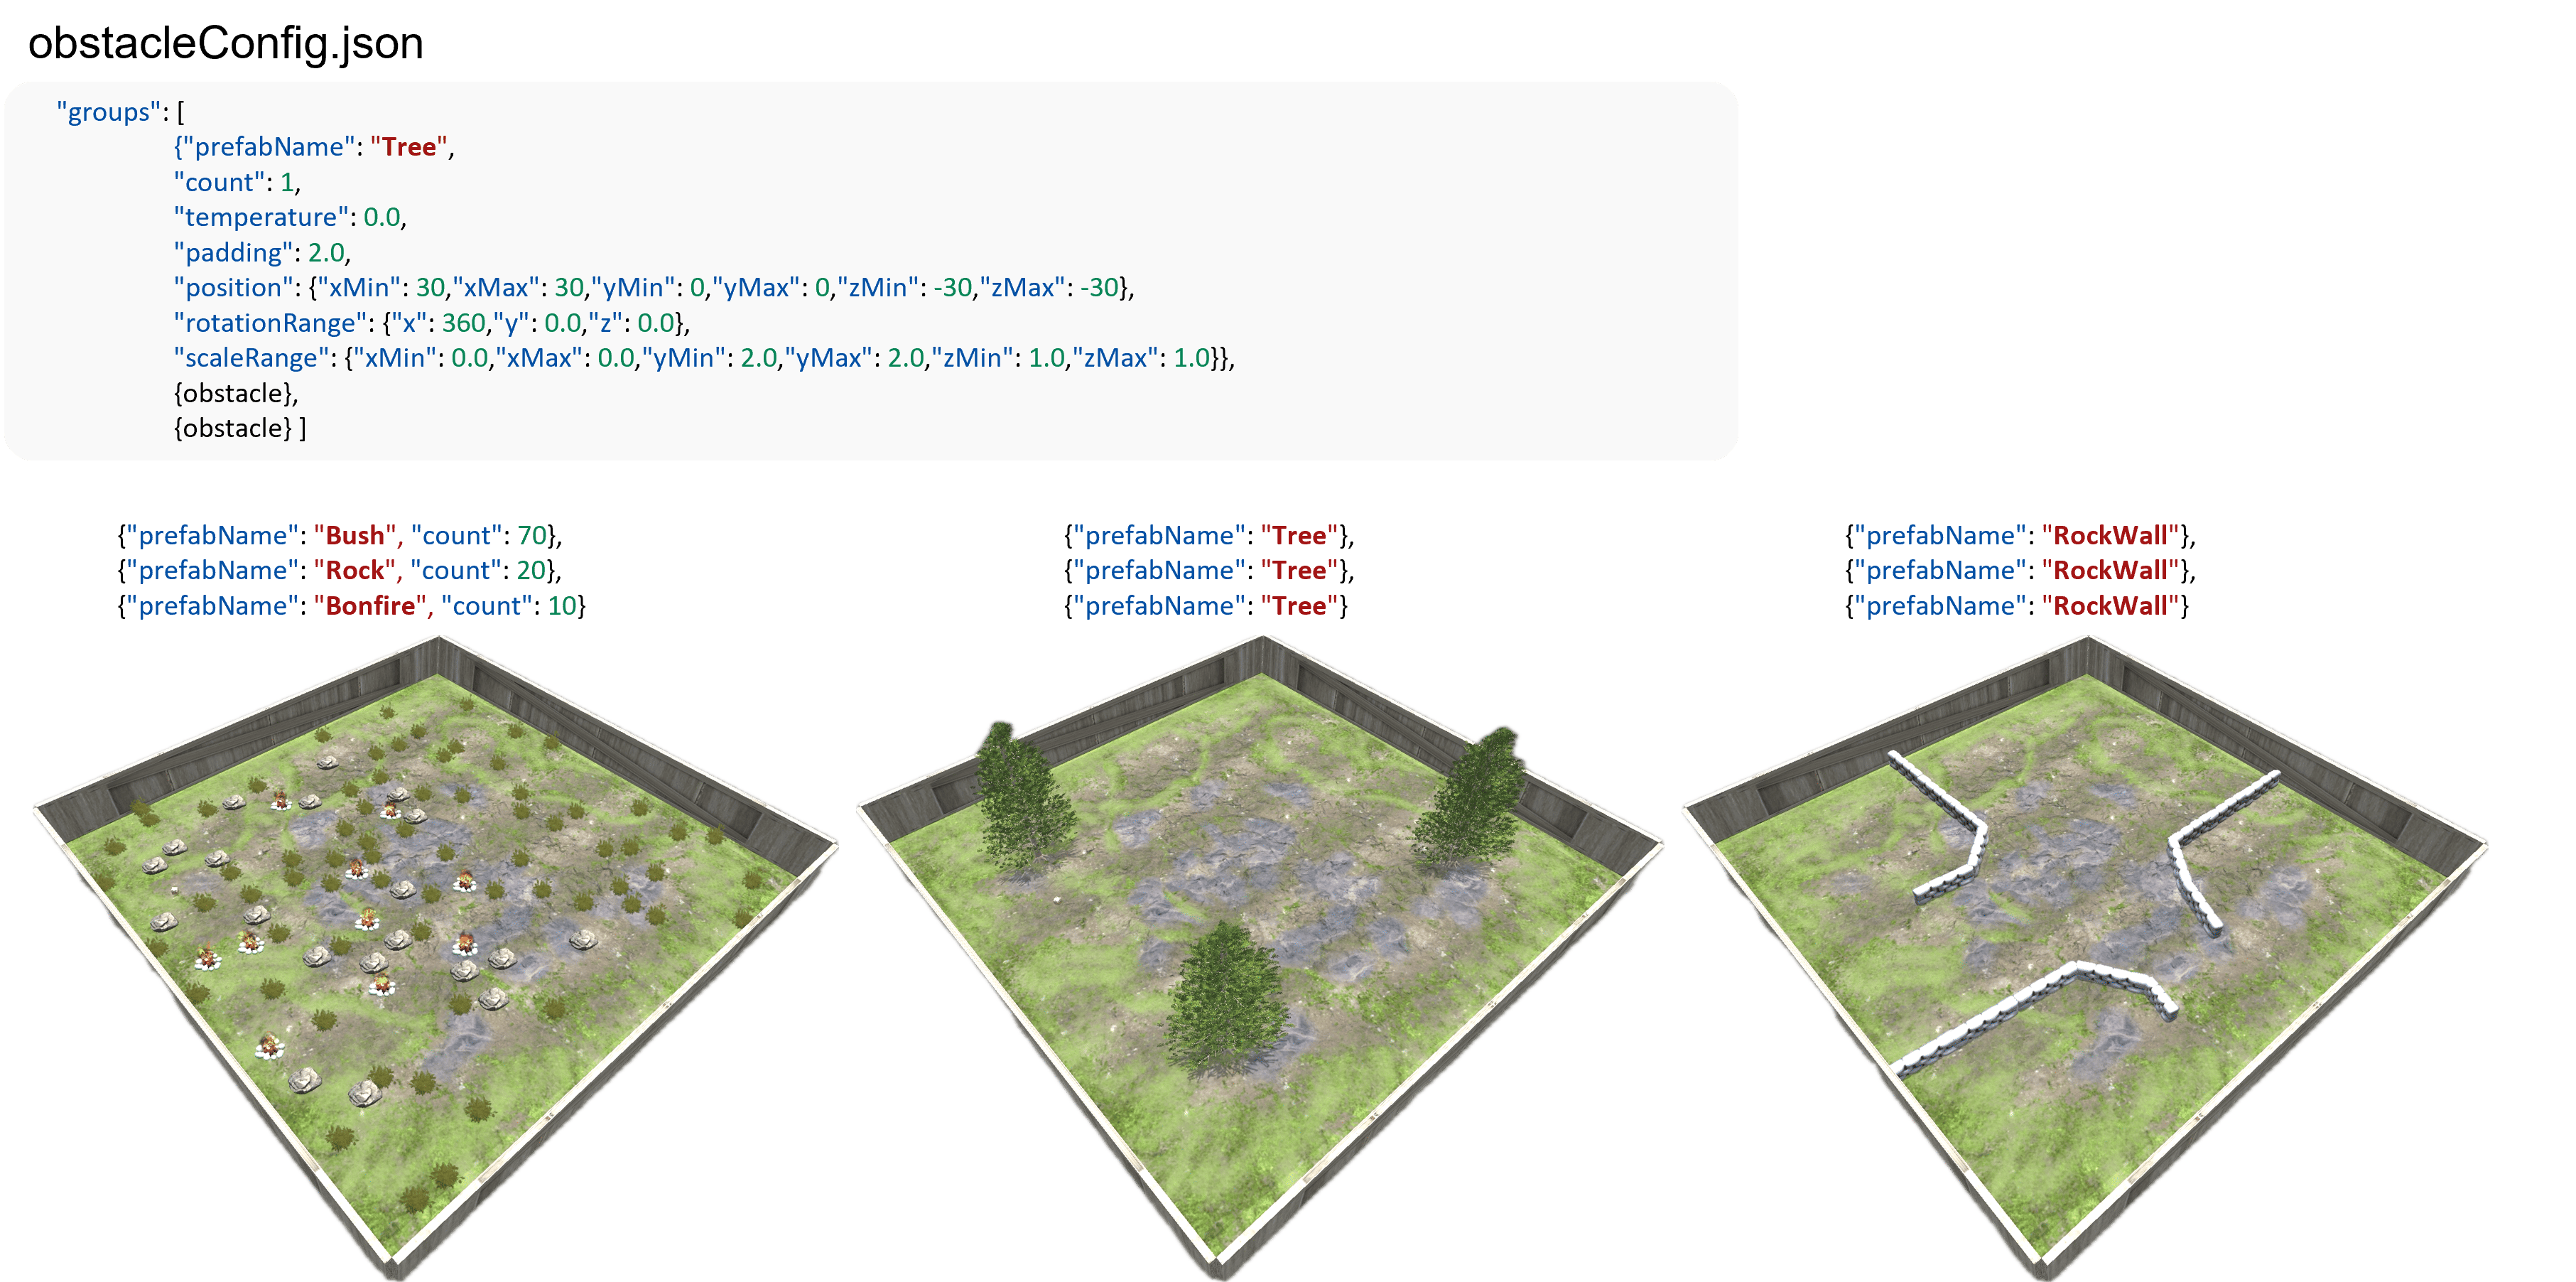 obstacleConfig.json
"groups": [
{"prefabName": "Tree",
"count": 1,
"temperature": 0.0,
"padding": 2.0,
"position": {"xMin": 30,"xMax": 30,"yMin": 0,"yMax": 0,"zMin": -30,"zMax": -30},
"rotationRange": {"x": 360,"y": 0.0,"z": 0.0},
"scaleRange": {"xMin": 0.0,"xMax": 0.0,"yMin": 2.0,"yMax": 2.0,"zMin": 1.0,"zMax": 1.0}},
{obstacle},
{obstacle} ]
{"prefabName": "Bush", "count": 70},
{"prefabName": "Rock", "count": 20},
{"prefabName": "Bonfire", "count": 10}
{"prefabName": "Tree"},
{"prefabName": "Tree"},
{"prefabName": "Tree"}
{"prefabName": "RockWall"},
{"prefabName": "RockWall"},
{"prefabName": "RockWall"}